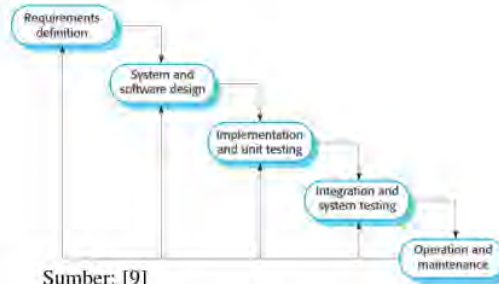 Requirements
definition
System and
software design
Implementation
and unit testing
Integration and
system testing
Operation and
maintenance
Sumber: [9]